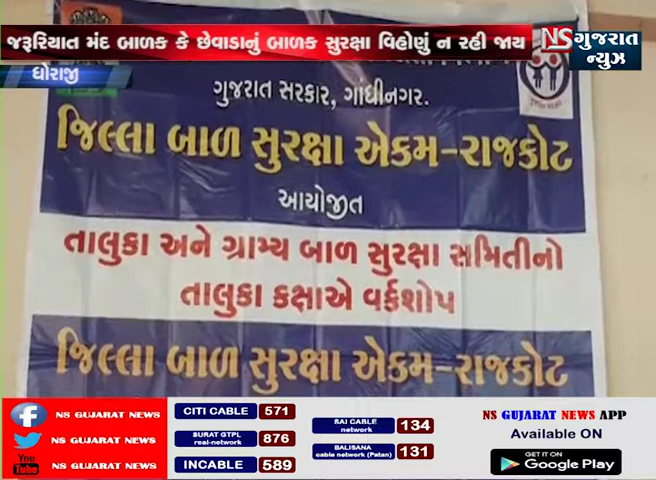 જરૂરિયાત મંદ બાળક કે છેવાડાનું બાળક સુરક્ષા વિહોણું ન રહી જાય
NS ગુજરાત ન્યુઝ
ધોરાજી
ગુજરાત સરકાર, ગાંધીનગર.
જિલ્લા બાળ સુરક્ષા એકમ-રાજકોટ
આયોજીત
તાલુકા અને ગ્રામ્ય બાળ સુરક્ષા સમિતીનો
તાલુકા કક્ષાએ વર્કશોપ
જિલ્લા બાળ સુરક્ષા એકમ-રાજકોટ
f NS GUJARAT NEWS
NS GUJARAT NEWS
You Tube NS GUJARAT NEWS
CITI CABLE 571
SURAT GTPL real-network 876
INCABLE 589
SAI CABLE network 134
BALISANA cable network (Patan) 131
NS GUJARAT NEWS APP
Available ON
GET IT ON
Google Play